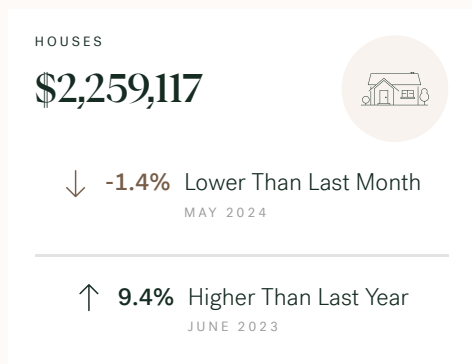 HOUSES
$2,259,117
-1.4% Lower Than Last Month
MAY 2024
9.4% Higher Than Last Year
JUNE 2023